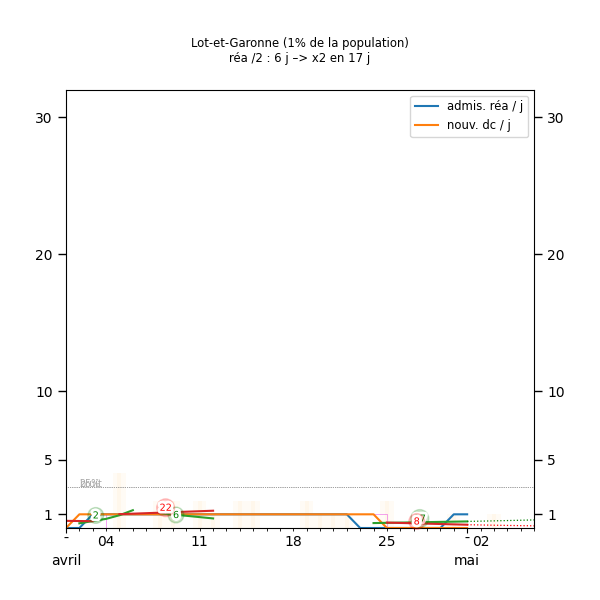 Lot-et-Garonne (1% de la population)
réa /2 : 6 j –> x2 en 17 j
admis. réa / j
nouv. dc / j
30 30
20 20
10 10
5 5
1 1
2
22
6
8
- 04 11 18 25 - 02
avril mai